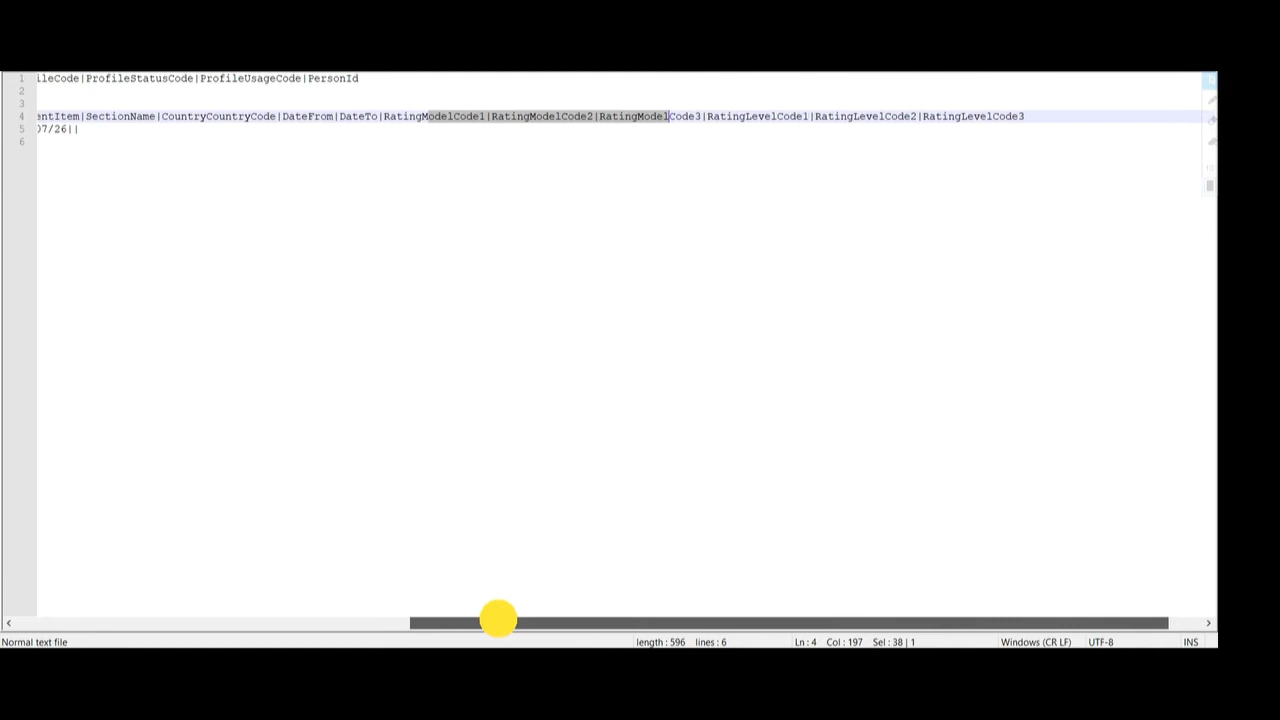 1 ileCode|ProfileStatusCode|ProfileUsageCode|PersonId
2
3
4 entItem|SectionName|CountryCountryCode|DateFrom|DateTo|RatingModelCode1|RatingModelCode2|RatingModelCode3|RatingLevelCode1|RatingLevelCode2|RatingLevelCode3
5 07/26||
6
Normal text file length : 596 lines : 6 Ln : 4 Col : 197 Sel : 38 | 1 Windows (CR LF) UTF-8 INS